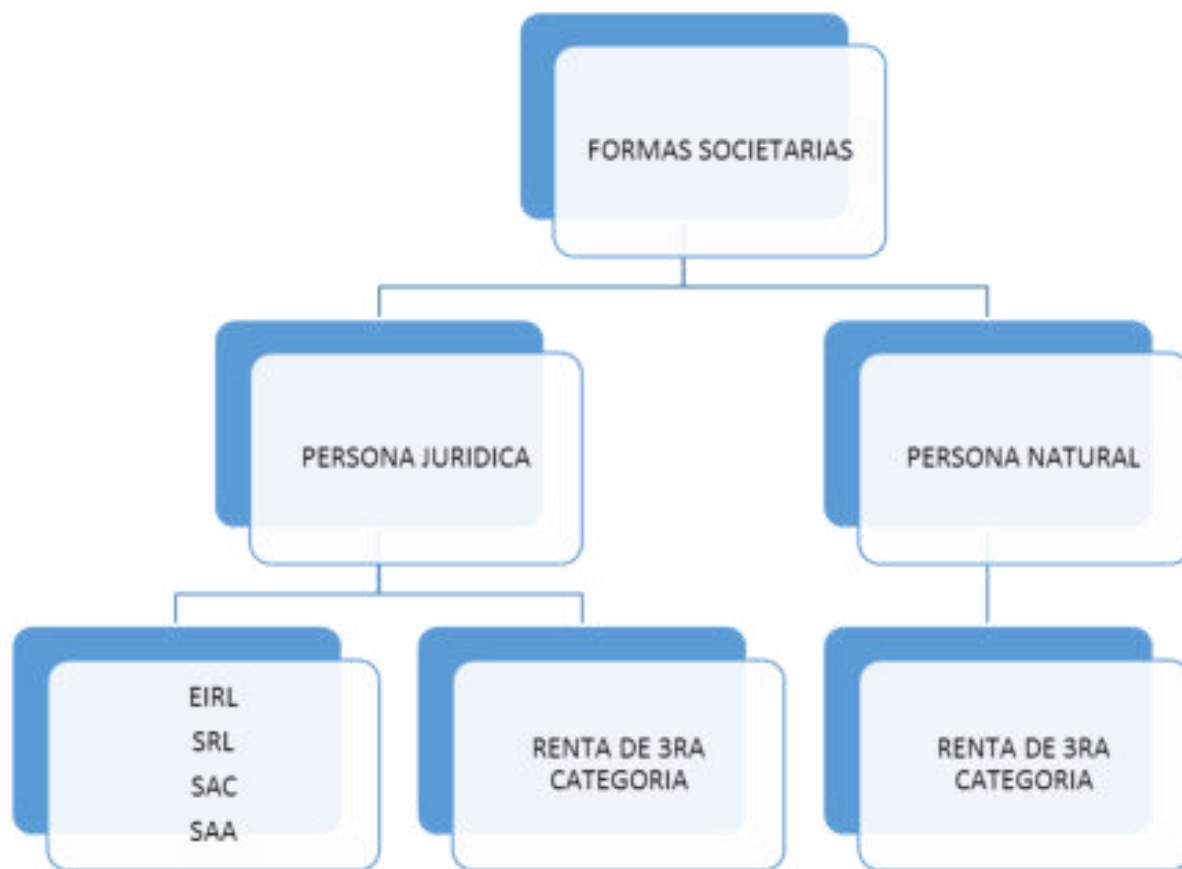 FORMAS SOCIETARIAS
PERSONA JURIDICA
PERSONA NATURAL
EIRL
SRL
SAC
SAA
RENTA DE 3RA
CATEGORIA
RENTA DE 3RA
CATEGORIA